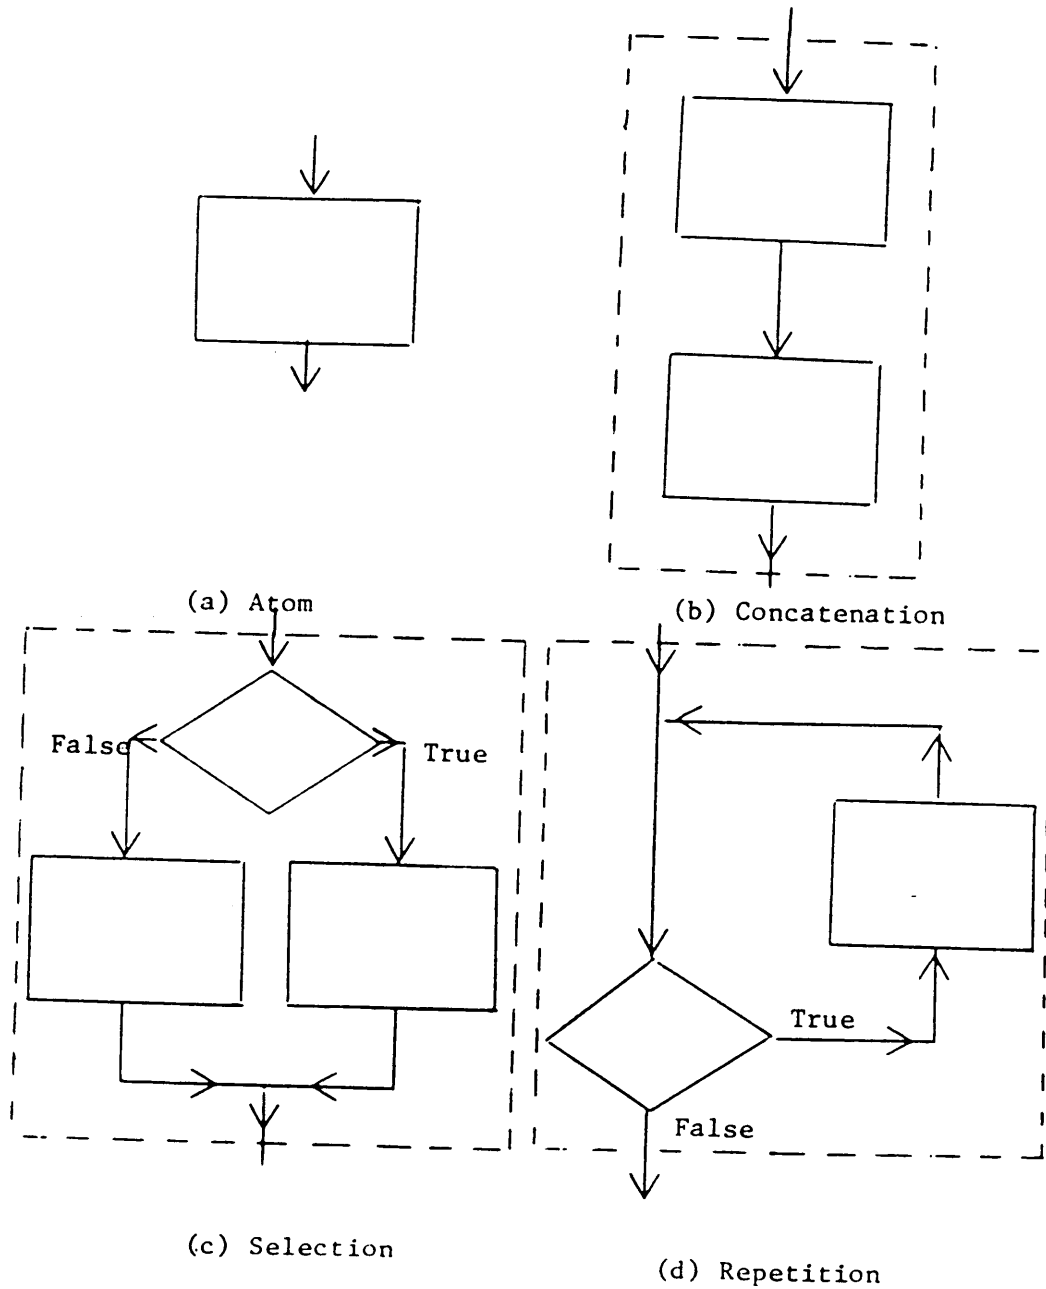 (a) Atom
(b) Concatenation
False
True
True
False
(c) Selection
(d) Repetition